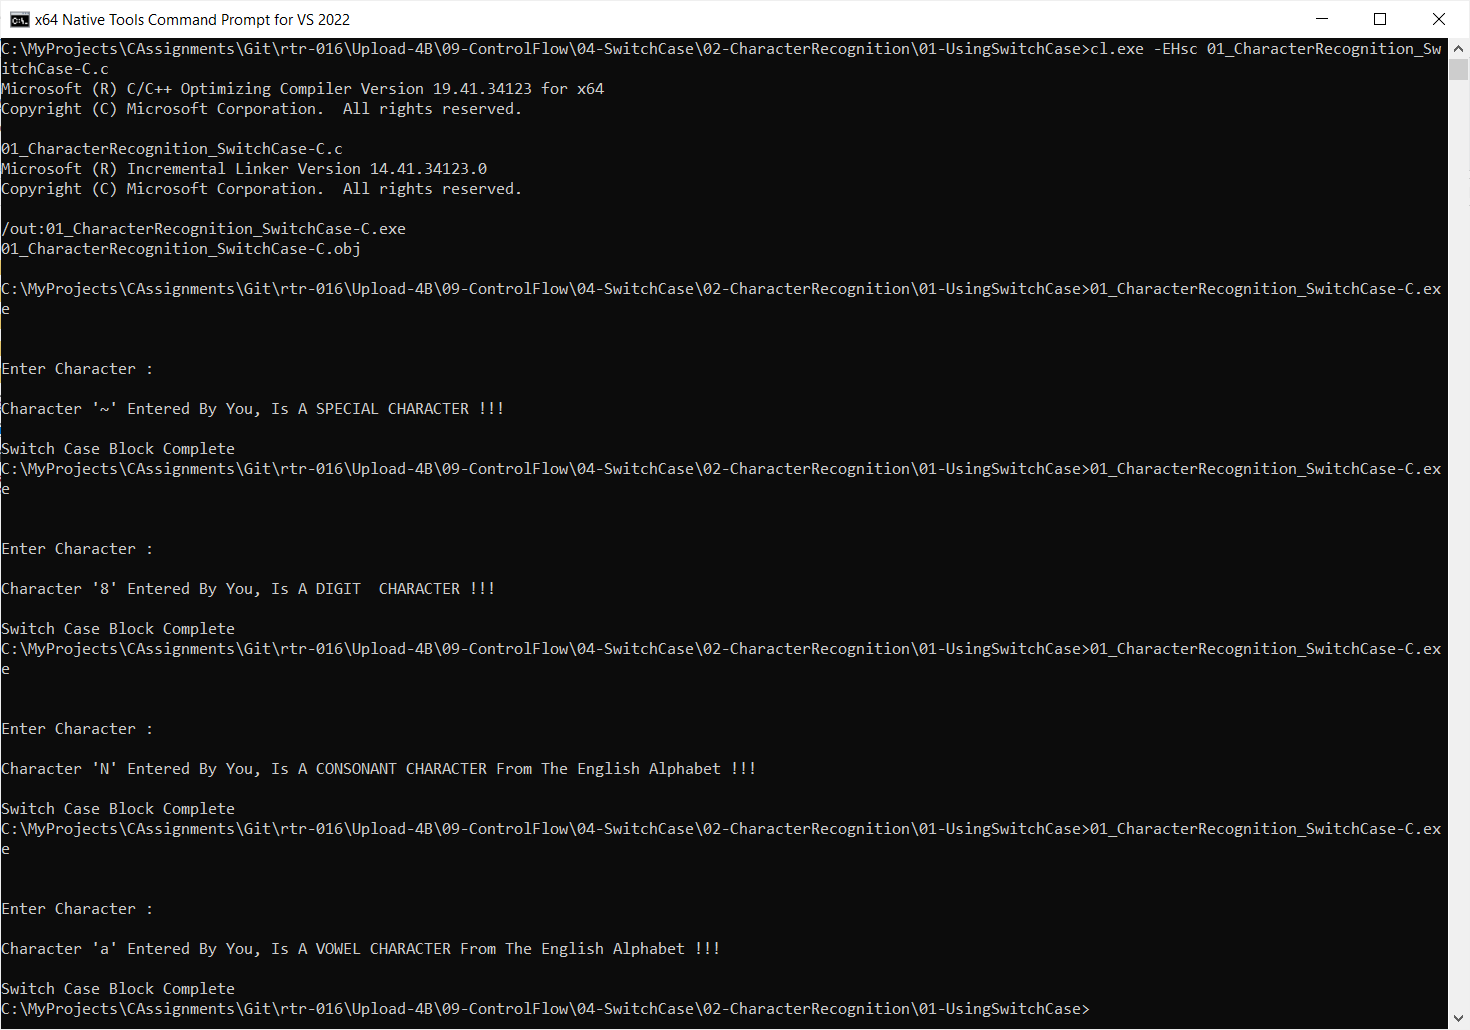 x64 Native Tools Command Prompt for VS 2022
C:\MyProjects\CAssignments\Git\rtr-016\Upload-4B\09-ControlFlow\04-SwitchCase\02-CharacterRecognition\01-UsingSwitchCase>cl.exe -EHsc 01_CharacterRecognition_Sw
itchCase-C.c
Microsoft (R) C/C++ Optimizing Compiler Version 19.41.34123 for x64
Copyright (C) Microsoft Corporation.  All rights reserved.

01_CharacterRecognition_SwitchCase-C.c
Microsoft (R) Incremental Linker Version 14.41.34123.0
Copyright (C) Microsoft Corporation.  All rights reserved.

/out:01_CharacterRecognition_SwitchCase-C.exe
01_CharacterRecognition_SwitchCase-C.obj

C:\MyProjects\CAssignments\Git\rtr-016\Upload-4B\09-ControlFlow\04-SwitchCase\02-CharacterRecognition\01-UsingSwitchCase>01_CharacterRecognition_SwitchCase-C.ex
e

Enter Character :

Character '~' Entered By You, Is A SPECIAL CHARACTER !!!

Switch Case Block Complete
C:\MyProjects\CAssignments\Git\rtr-016\Upload-4B\09-ControlFlow\04-SwitchCase\02-CharacterRecognition\01-UsingSwitchCase>01_CharacterRecognition_SwitchCase-C.ex
e

Enter Character :

Character '8' Entered By You, Is A DIGIT  CHARACTER !!!

Switch Case Block Complete
C:\MyProjects\CAssignments\Git\rtr-016\Upload-4B\09-ControlFlow\04-SwitchCase\02-CharacterRecognition\01-UsingSwitchCase>01_CharacterRecognition_SwitchCase-C.ex
e

Enter Character :

Character 'N' Entered By You, Is A CONSONANT CHARACTER From The English Alphabet !!!

Switch Case Block Complete
C:\MyProjects\CAssignments\Git\rtr-016\Upload-4B\09-ControlFlow\04-SwitchCase\02-CharacterRecognition\01-UsingSwitchCase>01_CharacterRecognition_SwitchCase-C.ex
e

Enter Character :

Character 'a' Entered By You, Is A VOWEL CHARACTER From The English Alphabet !!!

Switch Case Block Complete
C:\MyProjects\CAssignments\Git\rtr-016\Upload-4B\09-ControlFlow\04-SwitchCase\02-CharacterRecognition\01-UsingSwitchCase>